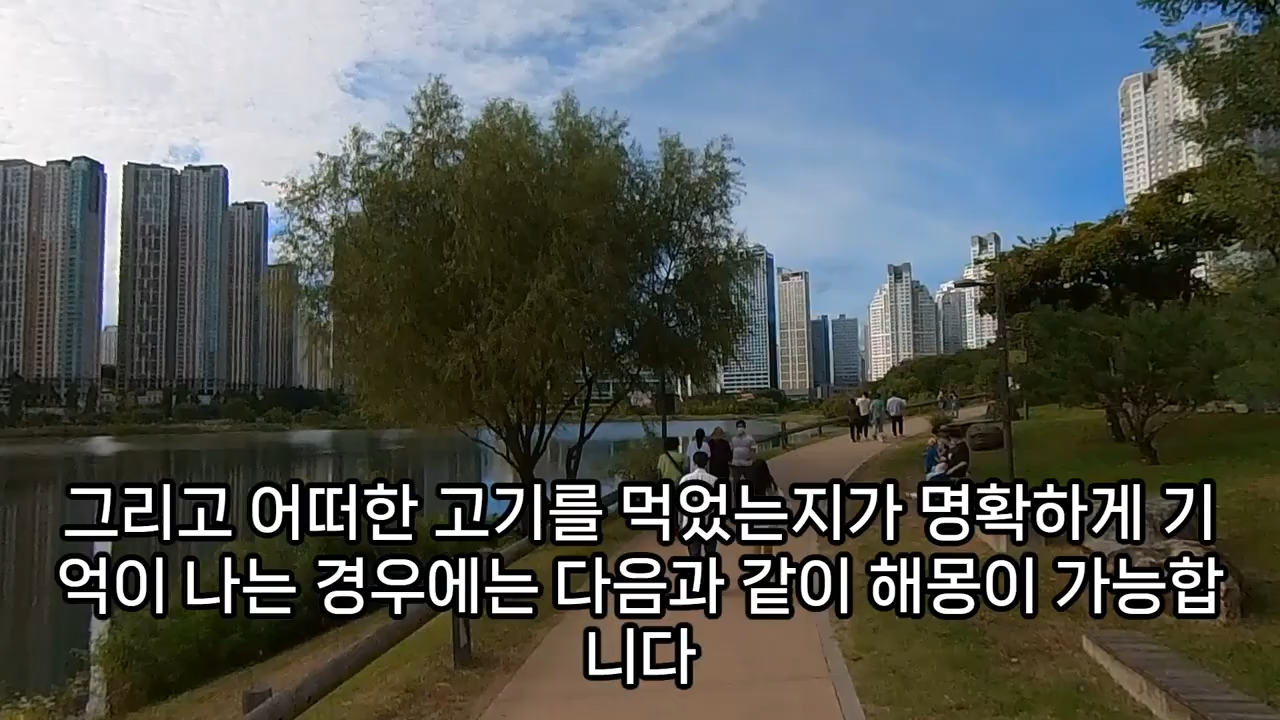 그리고 어떠한 고기를 먹었는지가 명확하게 기
억이 나는 경우에는 다음과 같이 해몽이 가능합
니다